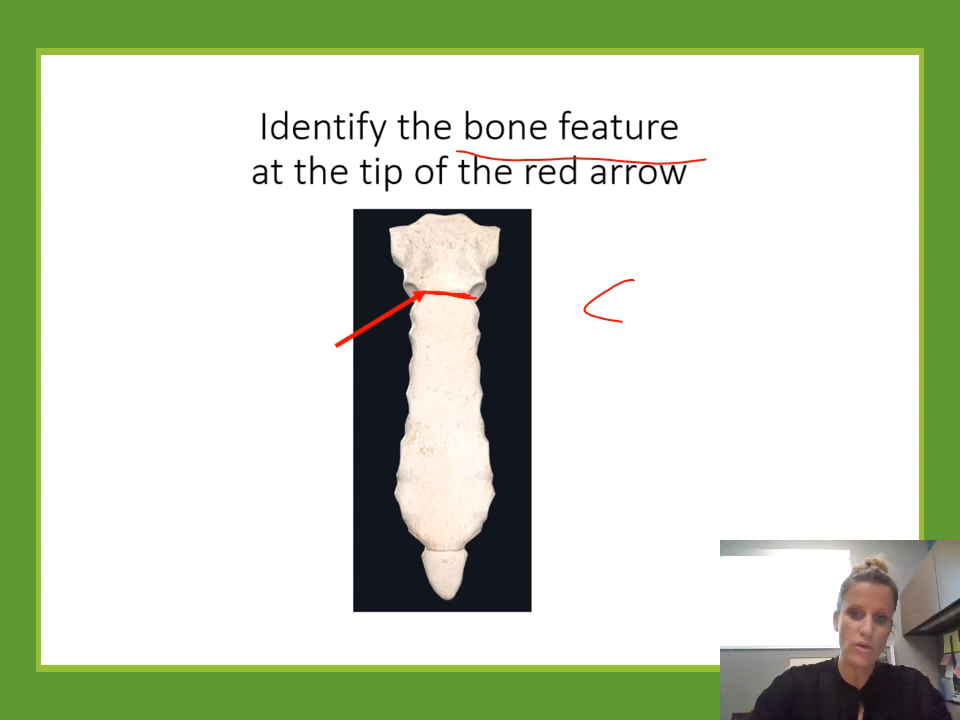 Identify the bone feature
at the tip of the red arrow